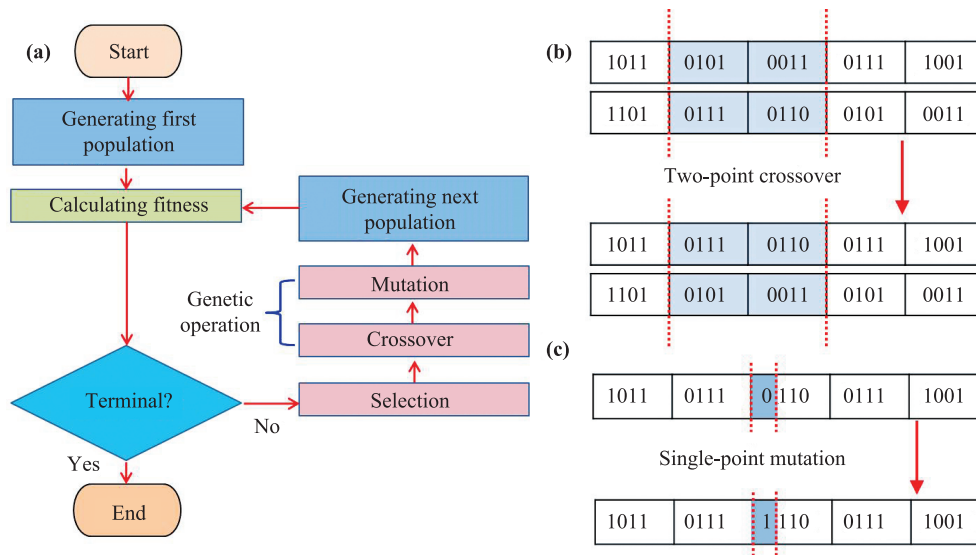 (a)
Start
Generating first
population
Calculating fitness
Terminal?
Yes
No
End
Generating next
population
Mutation
Genetic
operation
Crossover
Selection
(b)
1011 0101 0011 0111 1001
1101 0111 0110 0101 0011
Two-point crossover
1011 0111 0110 0111 1001
1101 0101 0011 0101 0011
(c)
1011 0111 0110 0111 1001
Single-point mutation
1011 0111 1110 0111 1001